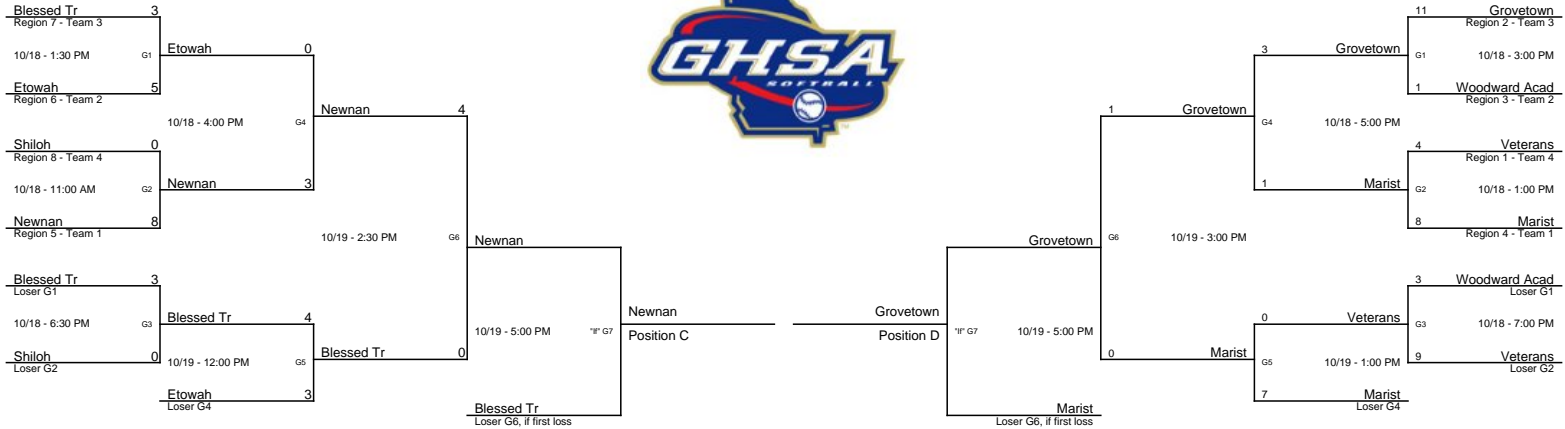 GHSA
SOFTBALL
Blessed Tr 3
Region 7 - Team 3
10/18 - 1:30 PM G1
Etowah 0
Etowah 5
Region 6 - Team 2
10/18 - 4:00 PM G4
Newnan 4
Shiloh 0
Region 8 - Team 4
10/18 - 11:00 AM G2
Newnan 3
Newnan 8
Region 5 - Team 1
10/19 - 2:30 PM G6
Newnan
Blessed Tr 3
Loser G1
10/18 - 6:30 PM G3
Blessed Tr 4
Shiloh 0
Loser G2
10/19 - 12:00 PM G5
Blessed Tr 0
Etowah 3
Loser G4
10/19 - 5:00 PM "If" G7
Newnan
Position C
Blessed Tr
Loser G6, if first loss
11 Grovetown
Region 2 - Team 3
G1 10/18 - 3:00 PM
3 Grovetown
1 Woodward Acad
Region 3 - Team 2
G4 10/18 - 5:00 PM
1 Grovetown
4 Veterans
Region 1 - Team 4
G2 10/18 - 1:00 PM
1 Marist
8 Marist
Region 4 - Team 1
G6 10/19 - 3:00 PM
Grovetown
3 Woodward Acad
Loser G1
G3 10/18 - 7:00 PM
0 Veterans
9 Veterans
Loser G2
G5 10/19 - 1:00 PM
0 Marist
7 Marist
Loser G4
"If" G7 10/19 - 5:00 PM
Grovetown
Position D
Marist
Loser G6, if first loss